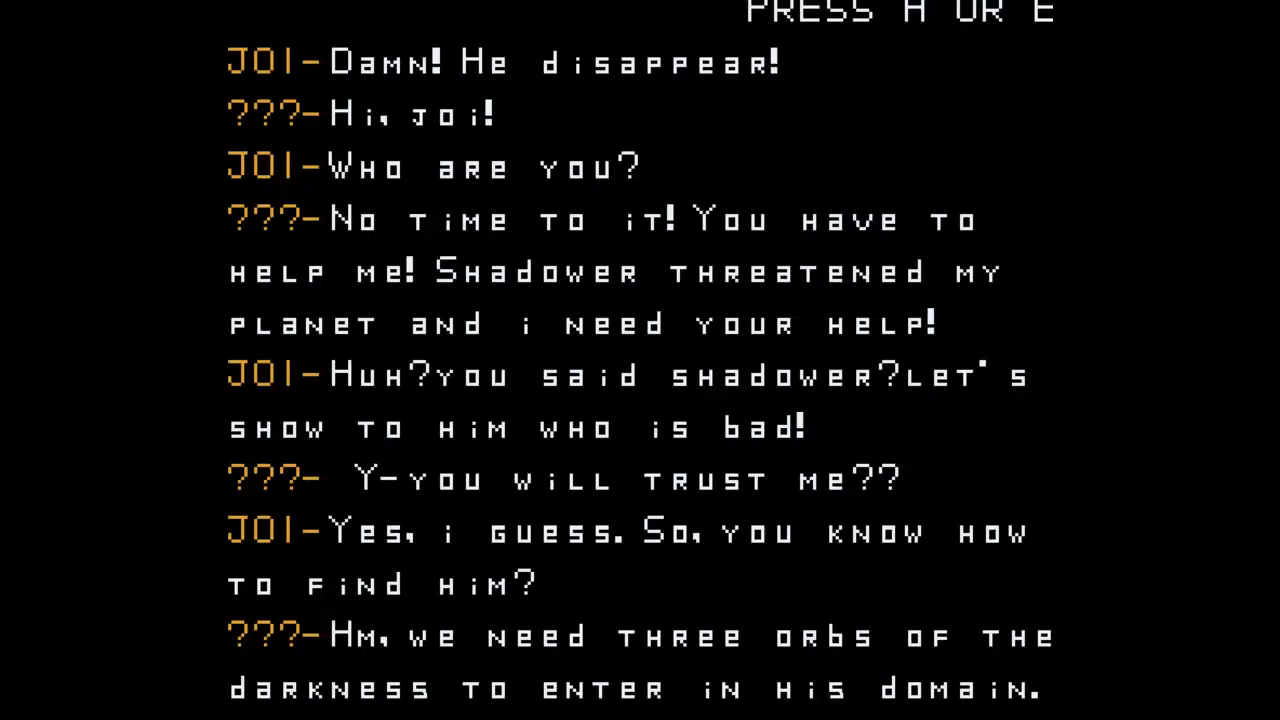 PRESS A OR E
JOI-Damn! He disappear!
???-Hi, joi!
JOI-Who are you?
???-No time to it! You have to
help me! Shadower threatened my
planet and i need your help!
JOI-Huh?you said shadower?let's
show to him who is bad!
???- Y-you will trust me??
JOI-Yes, i guess. So, you know how
to find him?
???-Hm, we need three orbs of the
darkness to enter in his domain.